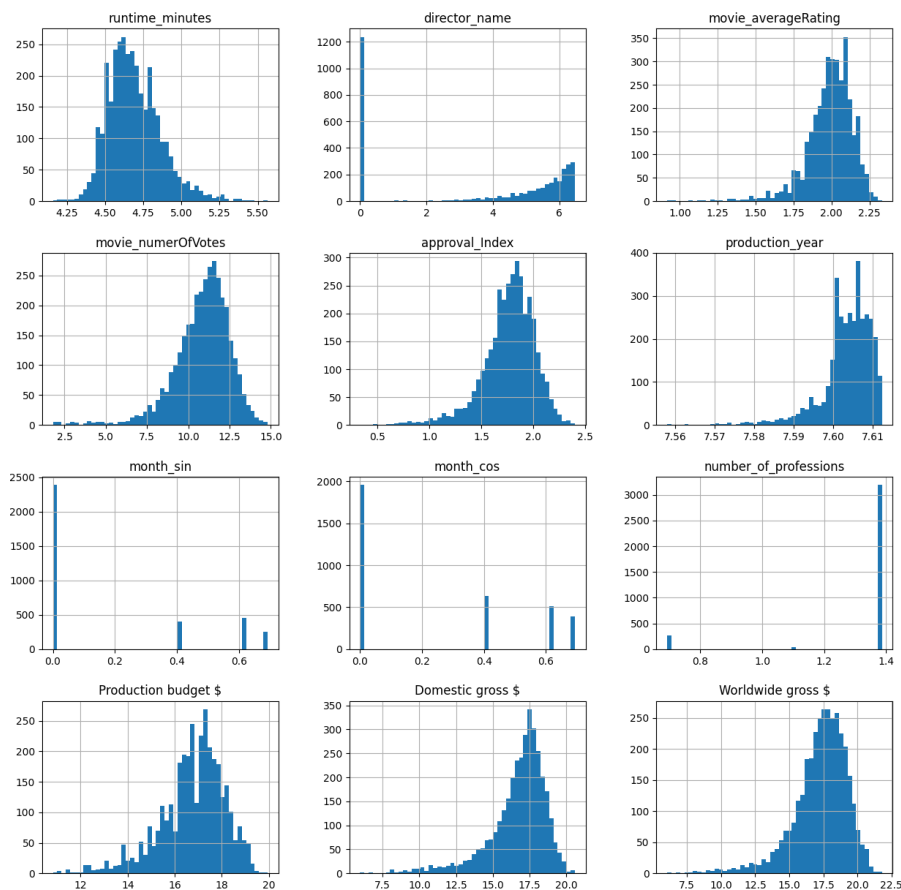 runtime_minutes director_name movie_averageRating
250 200 150 100 50 0
4.25 4.50 4.75 5.00 5.25 5.50
1200 1000 800 600 400 200 0
0 2 4 6
350 300 250 200 150 100 50 0
1.00 1.25 1.50 1.75 2.00 2.25
movie_numerOfVotes approval_Index production_year
250 200 150 100 50 0
2.5 5.0 7.5 10.0 12.5 15.0
300 250 200 150 100 50 0
0.5 1.0 1.5 2.0 2.5
400 300 200 100 0
7.56 7.57 7.58 7.59 7.60 7.61
month_sin month_cos number_of_professions
2500 2000 1500 1000 500 0
0.0 0.2 0.4 0.6
2000 1750 1500 1250 1000 750 500 250 0
0.0 0.2 0.4 0.6
3000 2500 2000 1500 1000 500 0
0.8 1.0 1.2 1.4
Production budget $ Domestic gross $ Worldwide gross $
250 200 150 100 50 0
12 14 16 18 20
350 300 250 200 150 100 50 0
7.5 10.0 12.5 15.0 17.5 20.0
250 200 150 100 50 0
7.5 10.0 12.5 15.0 17.5 20.0 22.5